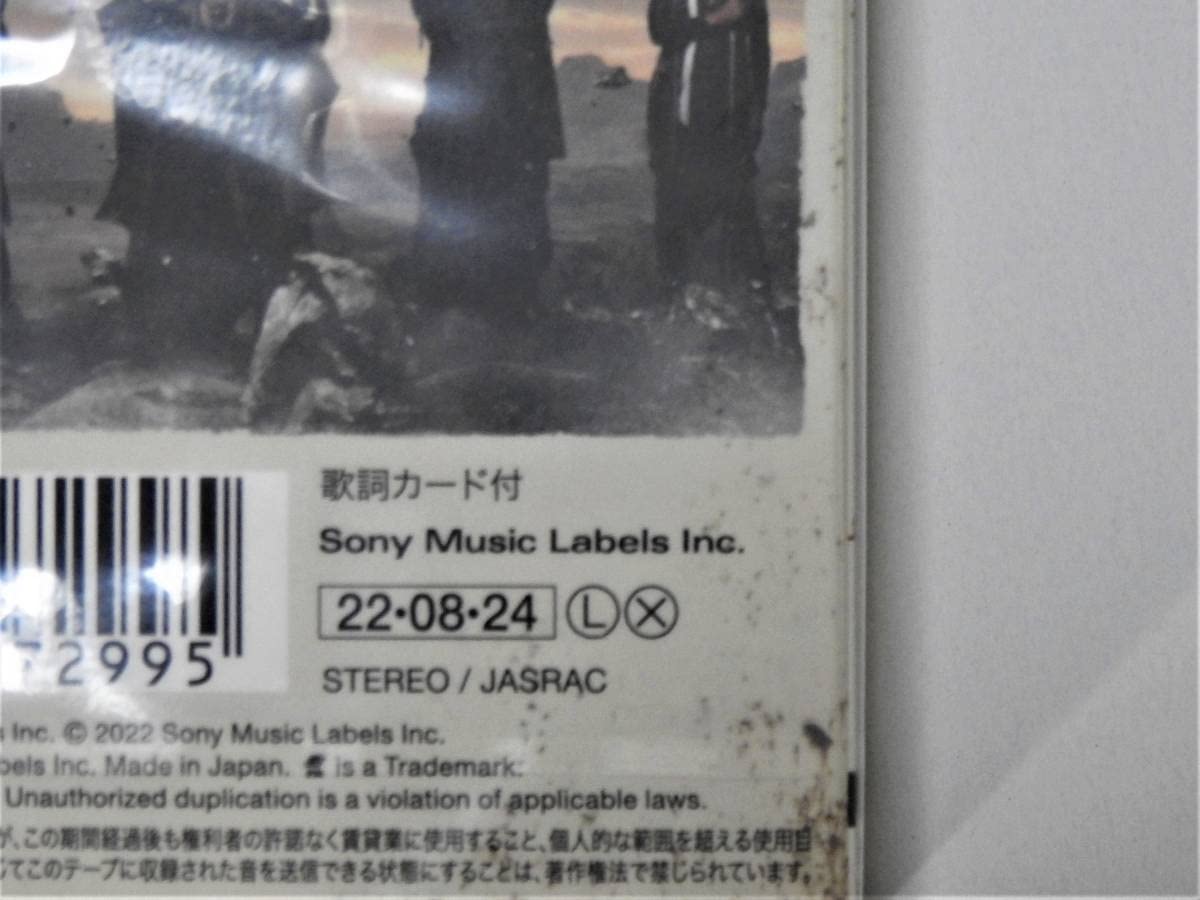 歌詞カード付
Sony Music Labels Inc.
22•08•24 Ⓛ Ⓧ
2995
STEREO / JASRAC
Inc. © 2022 Sony Music Labels Inc.
Inc. Made in Japan. is a Trademark:
Unauthorized duplication is a violation of applicable laws.
が、この期間経過後も権利者の許諾なく賃貸業に使用すること、個人的な範囲を超える使用目
じてこのテープに収録された音を送信できる状態にすることは、著作権法で禁じられています。